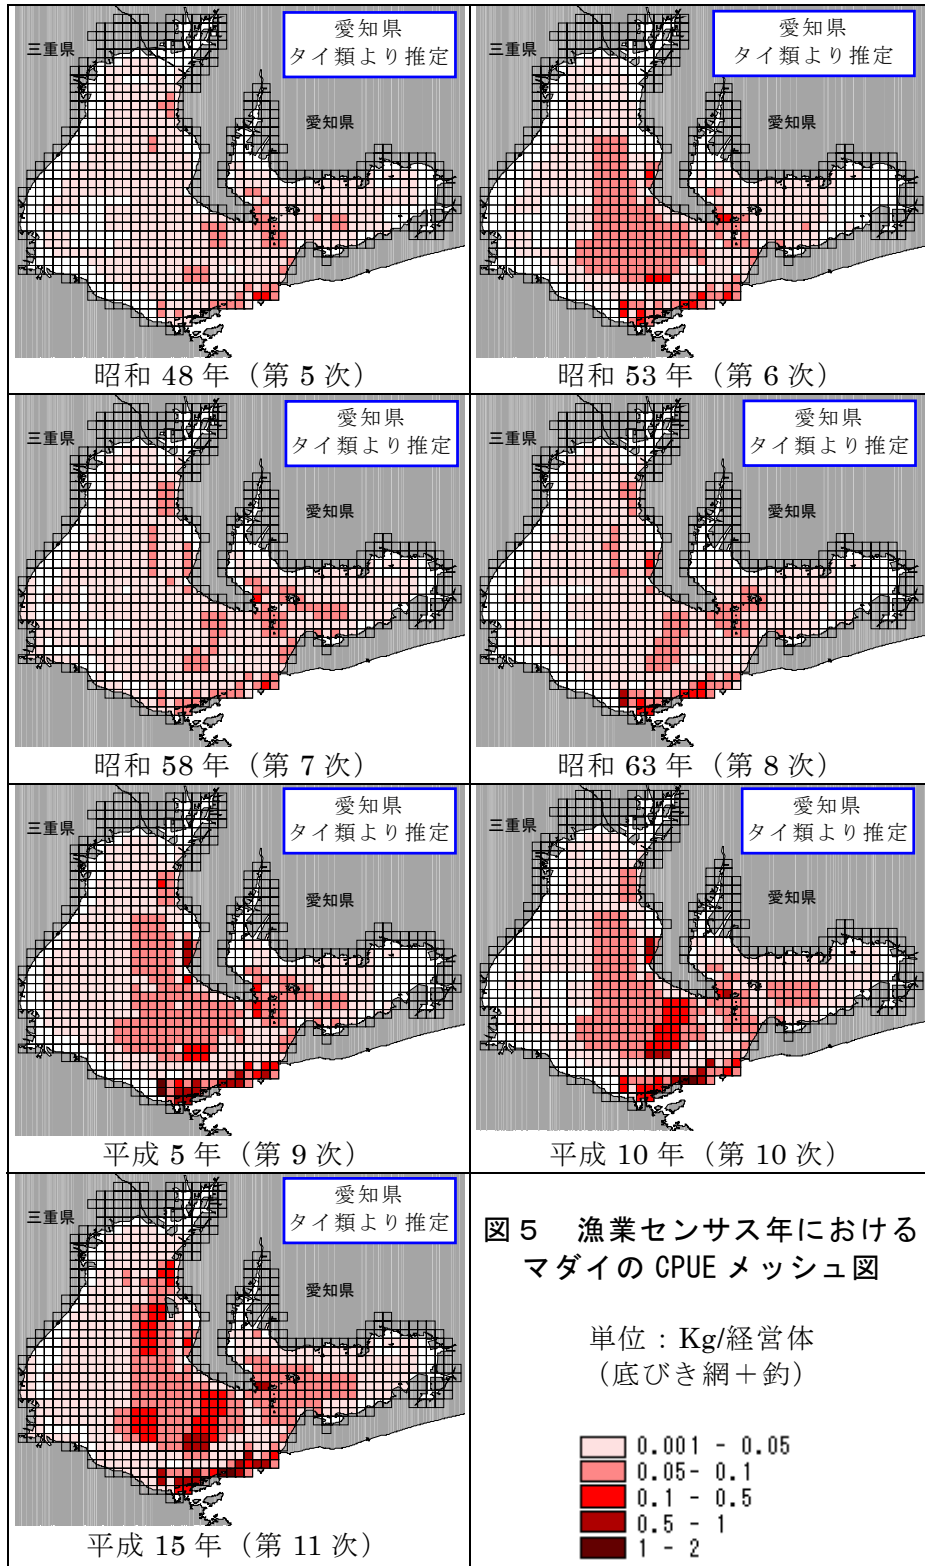 三重県
愛知県
タイ類より推定
愛知県
昭和 48 年（第 5 次）
三重県
愛知県
タイ類より推定
愛知県
昭和 53 年（第 6 次）
三重県
愛知県
タイ類より推定
愛知県
昭和 58 年（第 7 次）
三重県
愛知県
タイ類より推定
愛知県
昭和 63 年（第 8 次）
三重県
愛知県
タイ類より推定
愛知県
平成 5 年（第 9 次）
三重県
愛知県
タイ類より推定
愛知県
平成 10 年（第 10 次）
三重県
愛知県
タイ類より推定
愛知県
平成 15 年（第 11 次）
図５　漁業センサス年における
マダイの CPUE メッシュ図
単位：Kg/経営体
（底びき網＋釣）
0.001 - 0.05
0.05- 0.1
0.1 - 0.5
0.5 - 1
1 - 2